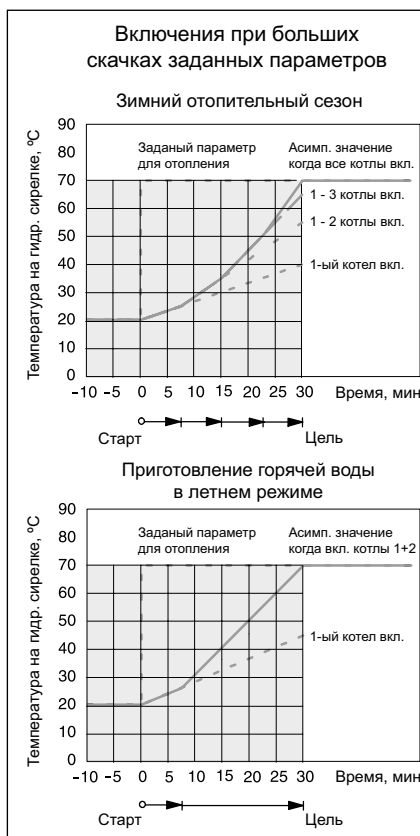 Включения при больших
скачках заданных параметров
Зимний отопительный сезон
Температура на гидр. сирелке, ºC
90
80
70
60
50
40
30
20
10
0
Заданый параметр
для отопления
Асимп. значение
когда все котлы вкл.
1 - 3 котлы вкл.
1 - 2 котлы вкл.
1-ый котел вкл.
-10 -5 0 5 10 15 20 25 30 Время, мин
Старт Цель
Приготовление горячей воды
в летнем режиме
Температура на гидр. сирелке, ºC
90
80
70
60
50
40
30
20
10
0
Заданый параметр
для отопления
Асимп. значение
когда вкл. котлы 1+2
1-ый котел вкл.
-10 -5 0 5 10 15 20 25 30 Время, мин
Старт Цель